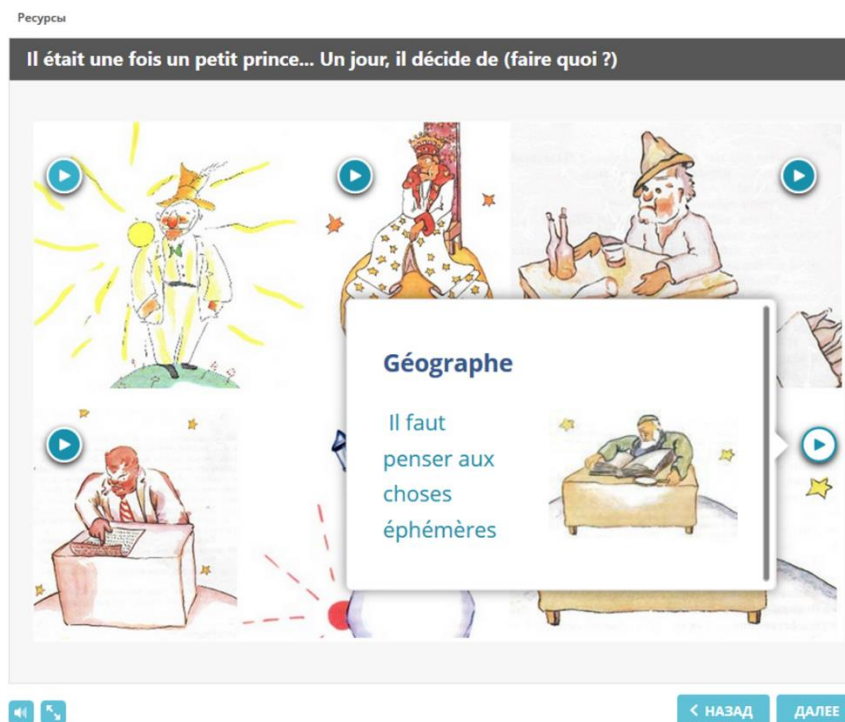 Ресурсы
Il était une fois un petit prince... Un jour, il décide de (faire quoi ?)
Géographe
Il faut
penser aux
choses
éphémères
НАЗАД
ДАЛЕЕ